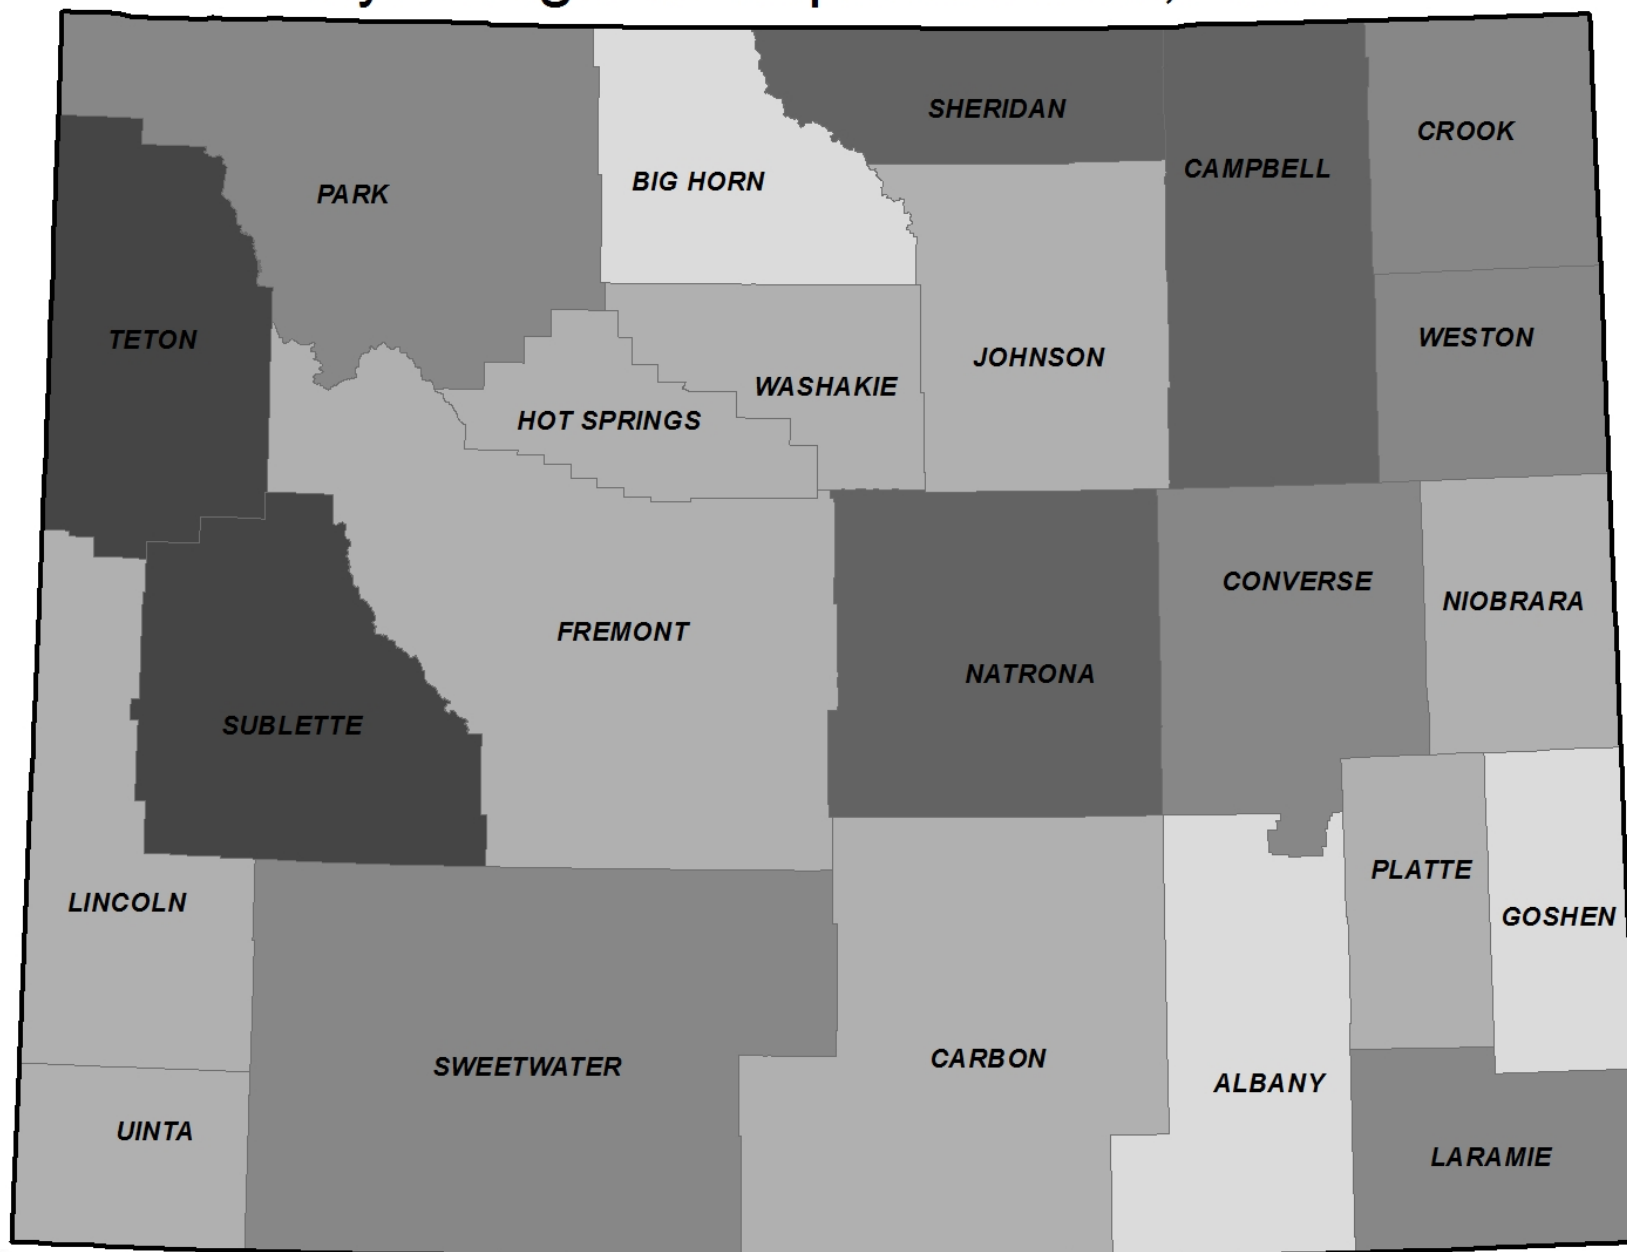 SHERIDAN
CROOK
CAMPBELL
BIG HORN
PARK
TETON
WESTON
JOHNSON
WASHAKIE
HOT SPRINGS
CONVERSE
NIOBRARA
FREMONT
NATRONA
SUBLETTE
PLATTE
LINCOLN
GOSHEN
CARBON
SWEETWATER
ALBANY
UINTA
LARAMIE